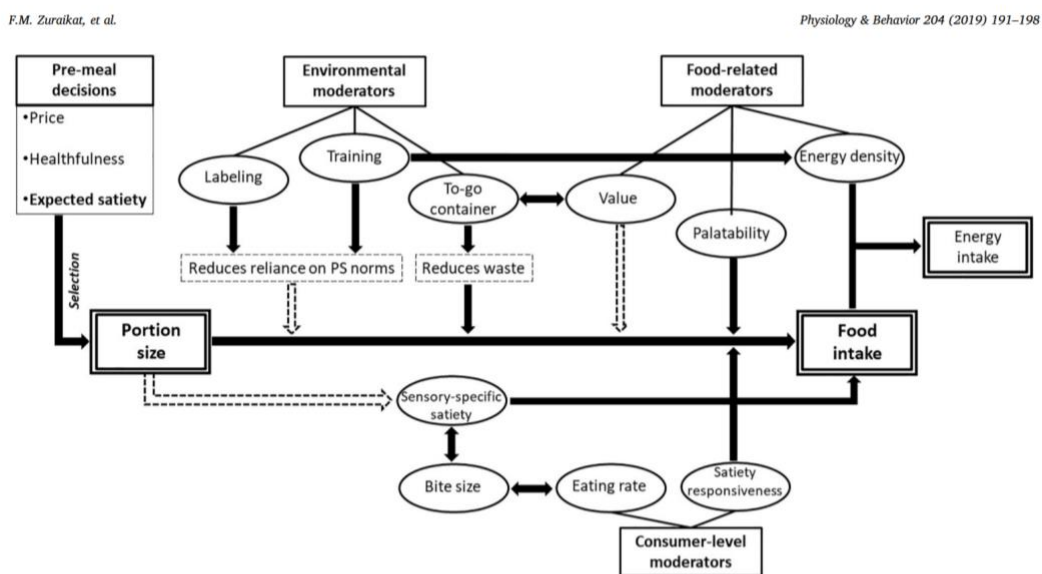 F.M. Zuraikat, et al.
Physiology & Behavior 204 (2019) 191–198
Pre-meal
decisions
•Price
•Healthfulness
•Expected satiety
Environmental
moderators
Food-related
moderators
Labeling
Training
To-go
container
Value
Energy density
Palatability
Energy
intake
Reduces reliance on PS norms
Reduces waste
Selection
Portion
size
Food
intake
Sensory-specific
satiety
Bite size
Eating rate
Satiety
responsiveness
Consumer-level
moderators